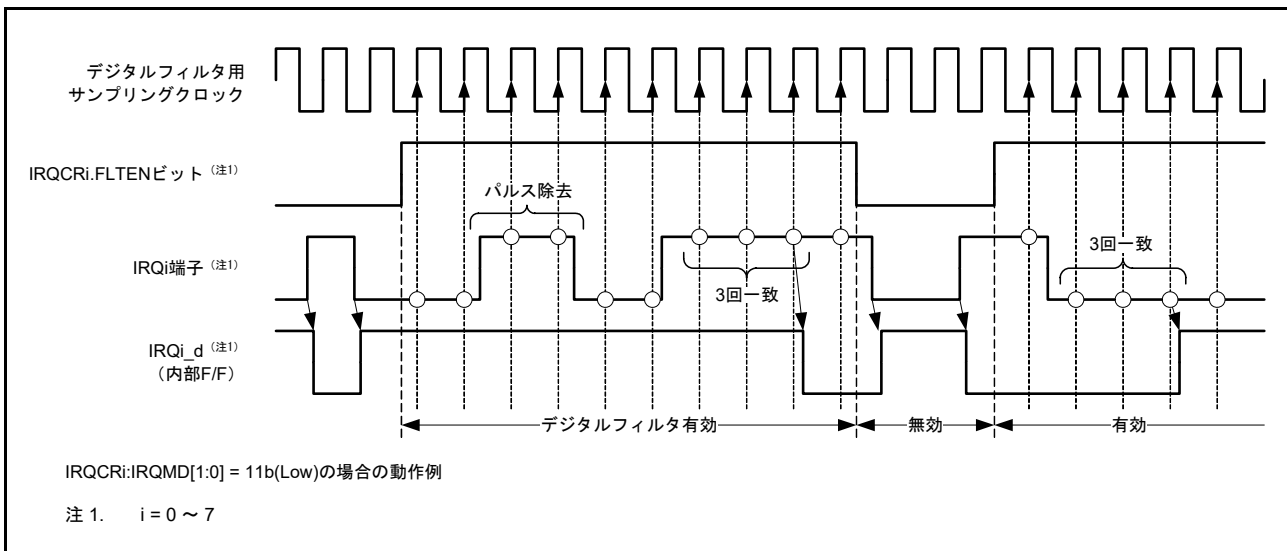 デジタルフィルタ用
サンプリングクロック
IRQCRi.FLTENビット（注1）
パルス除去
IRQi端子（注1）
3回一致
3回一致
IRQi_d（注1）
（内部F/F）
デジタルフィルタ有効
無効
有効
IRQCRi:IRQMD[1:0] = 11b(Low)の場合の動作例
注 1. i = 0 ～ 7